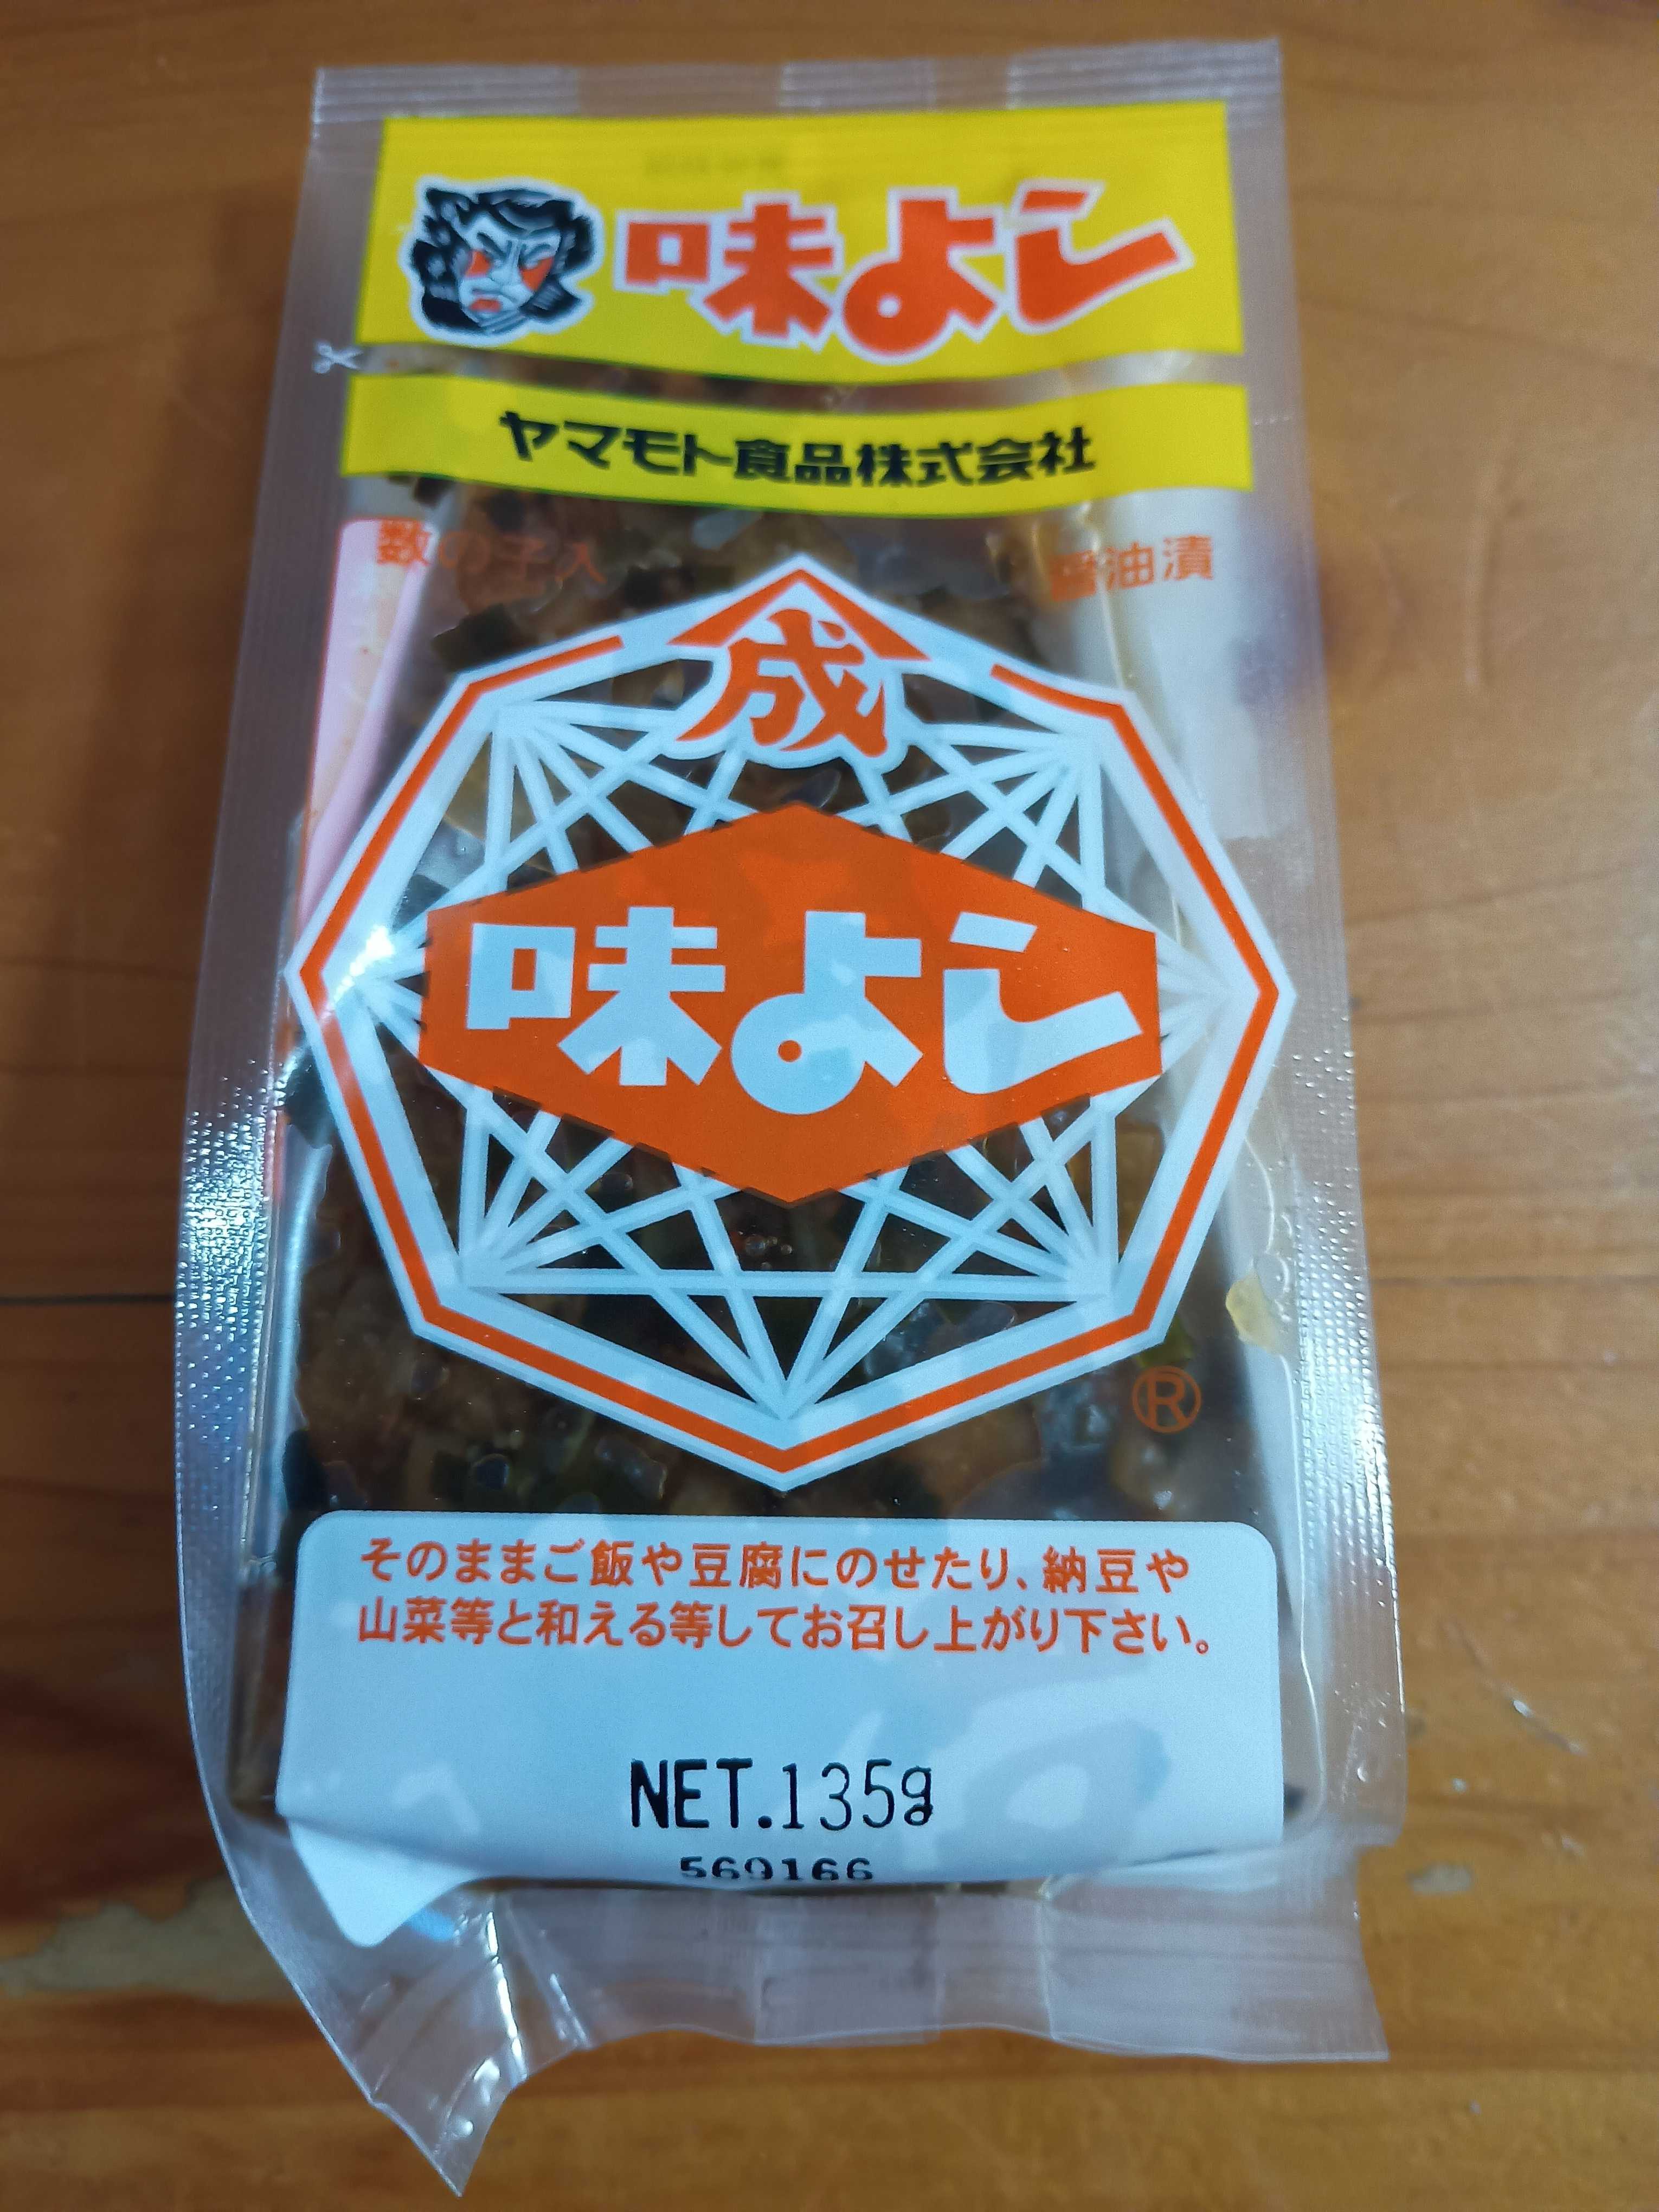 味よし
ヤマモト食品株式会社
数の子入 醤油漬
成
味よし
®
そのままご飯や豆腐にのせたり、納豆や
山菜等と和える等してお召し上がり下さい。
NET.135g
569166